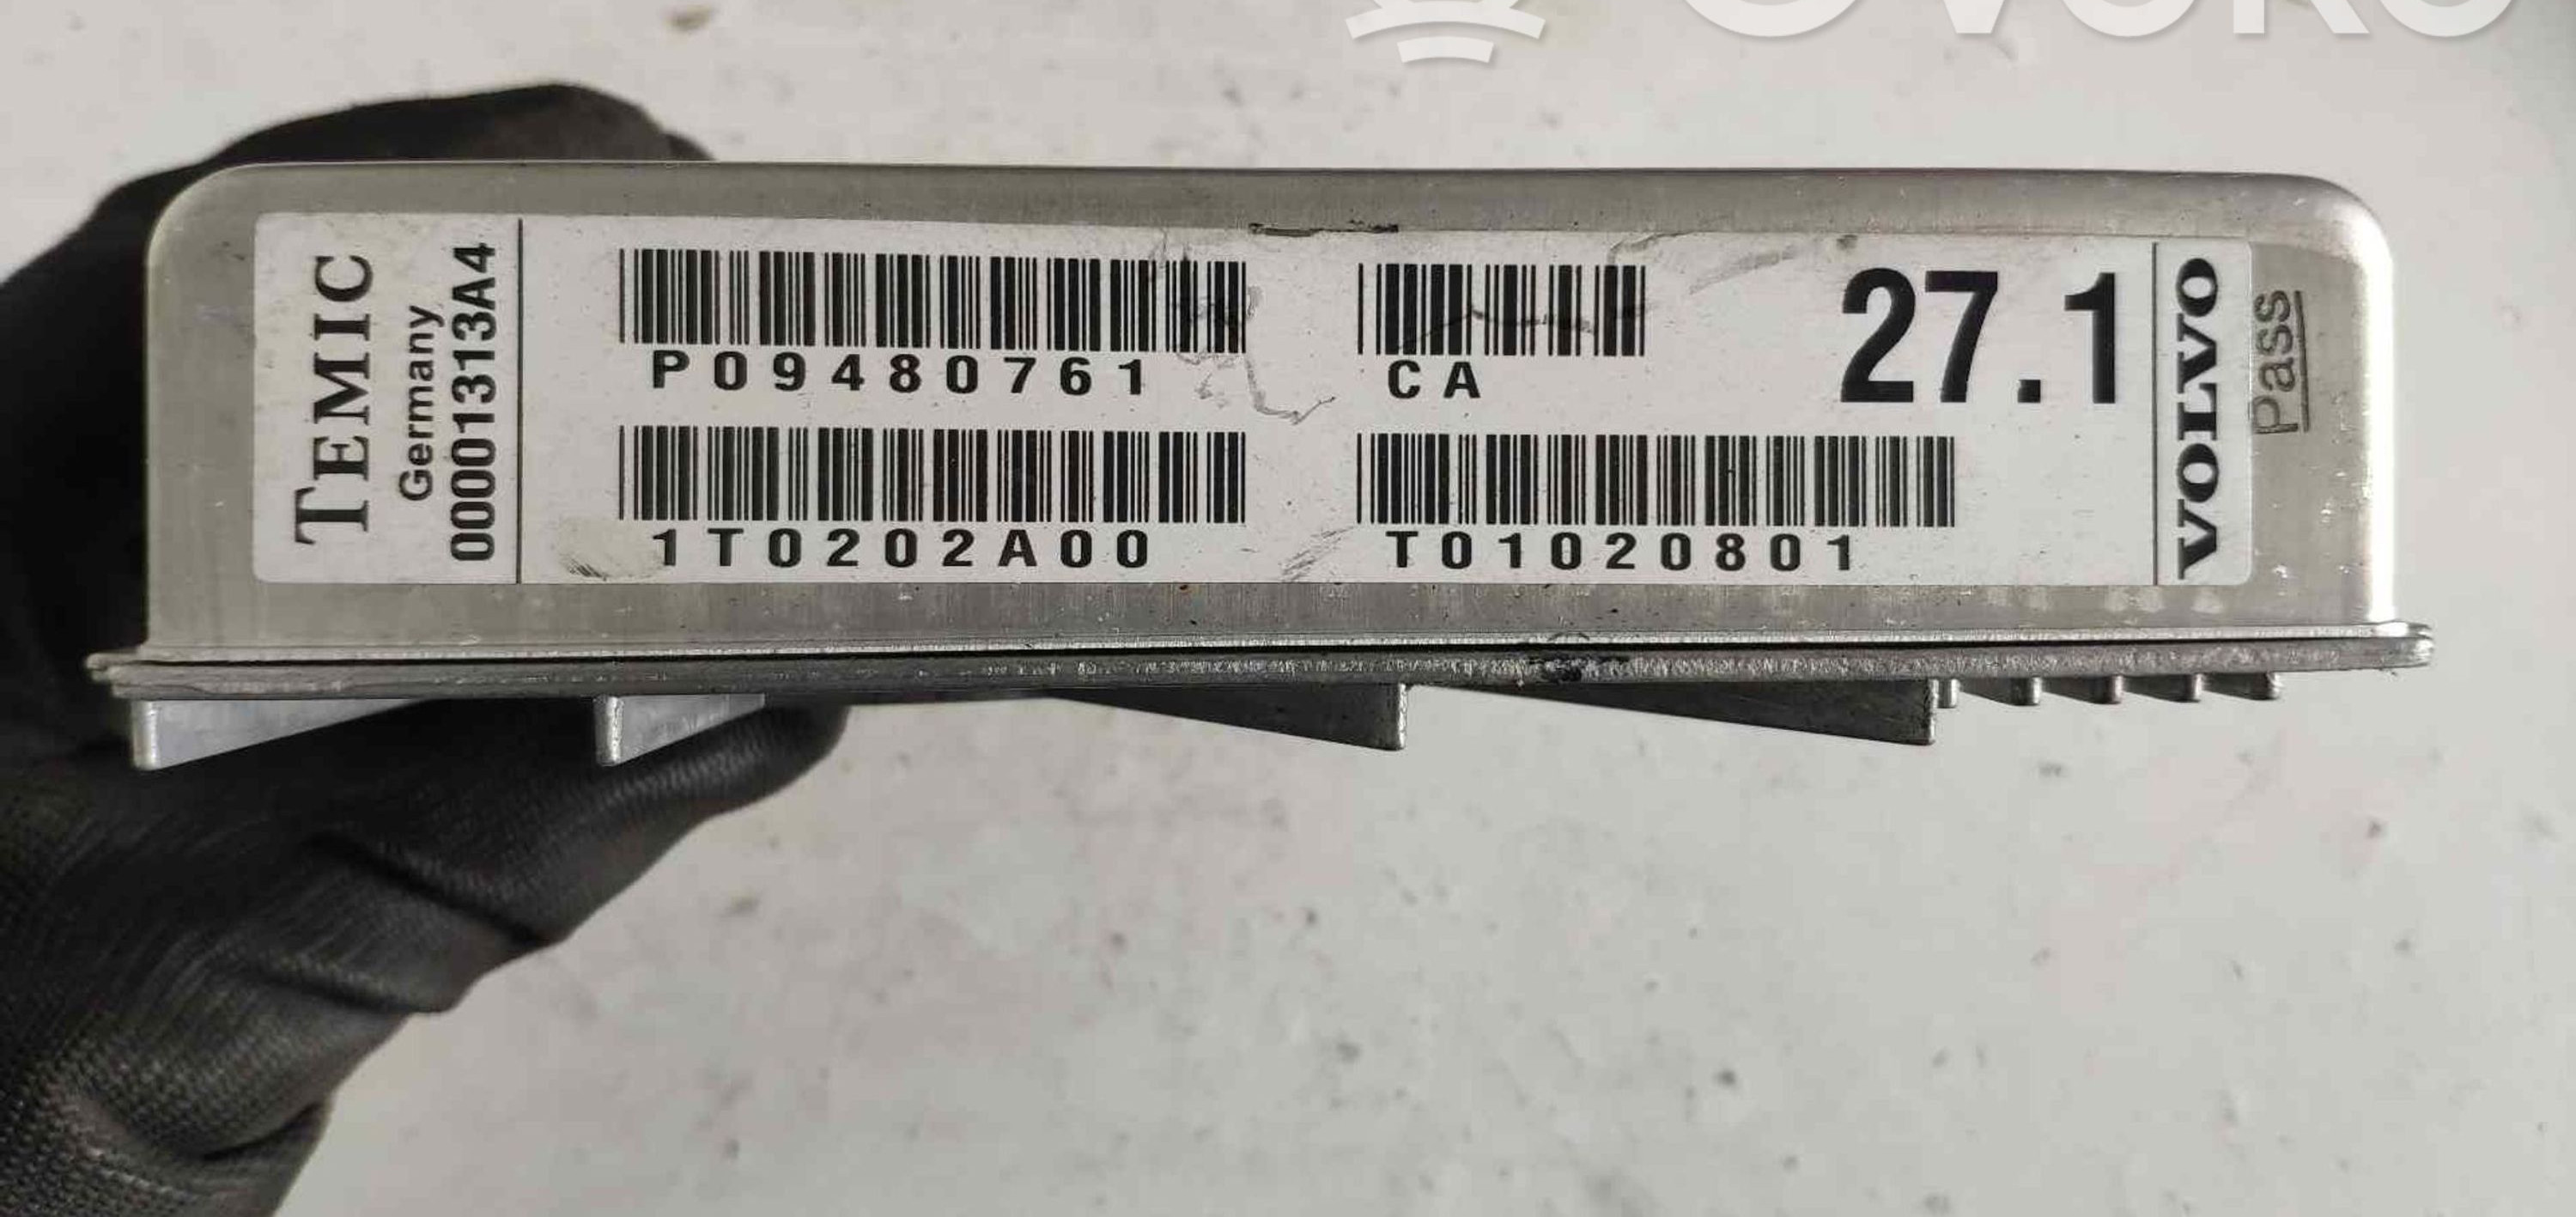 TEMIC
Germany
00001313A4
P09480761
CA
27.1
1T0202A00
T01020801
VOLVO
Pass